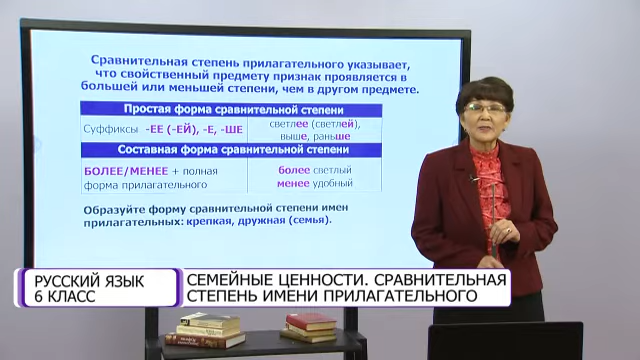 Сравнительная степень прилагательного указывает,
что свойственный предмету признак проявляется в
большей или меньшей степени, чем в другом предмете.
Простая форма сравнительной степени
Суффиксы -ЕЕ (-ЕЙ), -Е, -ШЕ
светлее (светлей),
выше, раньше
Составная форма сравнительной степени
БОЛЕЕ/МЕНЕЕ + полная
форма прилагательного
более светлый
менее удобный
Образуйте форму сравнительной степени имен
прилагательных: крепкая, дружная (семья).
РУССКИЙ ЯЗЫК
6 КЛАСС
СЕМЕЙНЫЕ ЦЕННОСТИ. СРАВНИТЕЛЬНАЯ
СТЕПЕНЬ ИМЕНИ ПРИЛАГАТЕЛЬНОГО